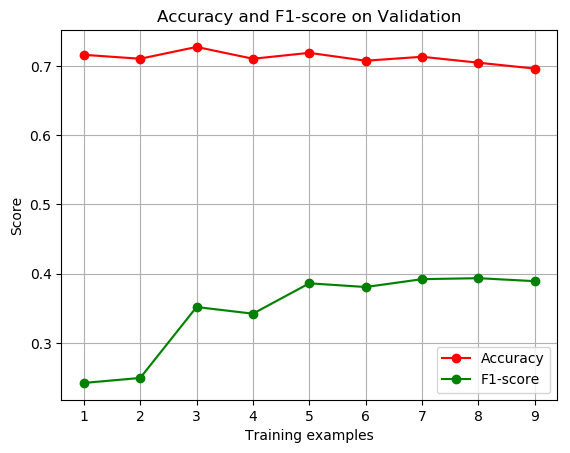 Accuracy and F1-score on Validation
Score
0.7
0.6
0.5
0.4
0.3
Accuracy
F1-score
1 2 3 4 5 6 7 8 9
Training examples